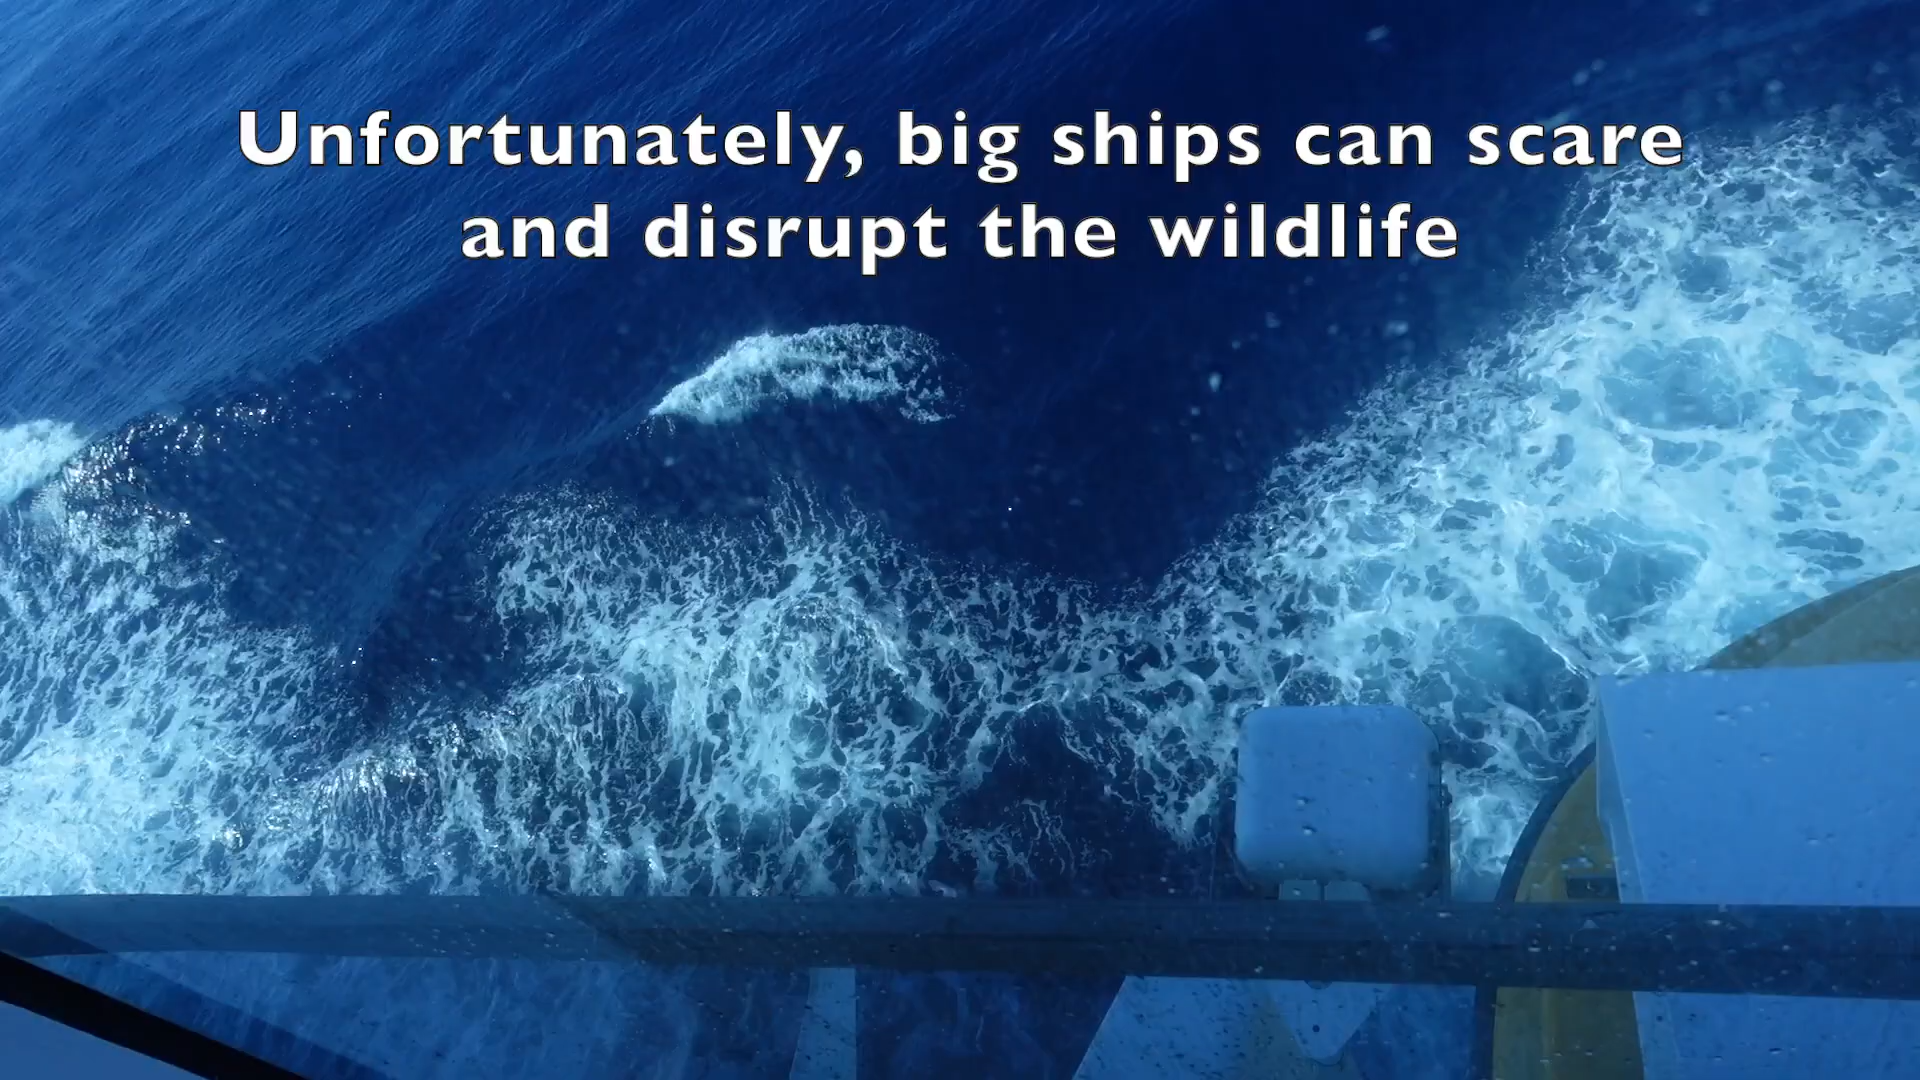 Unfortunately, big ships can scare
and disrupt the wildlife